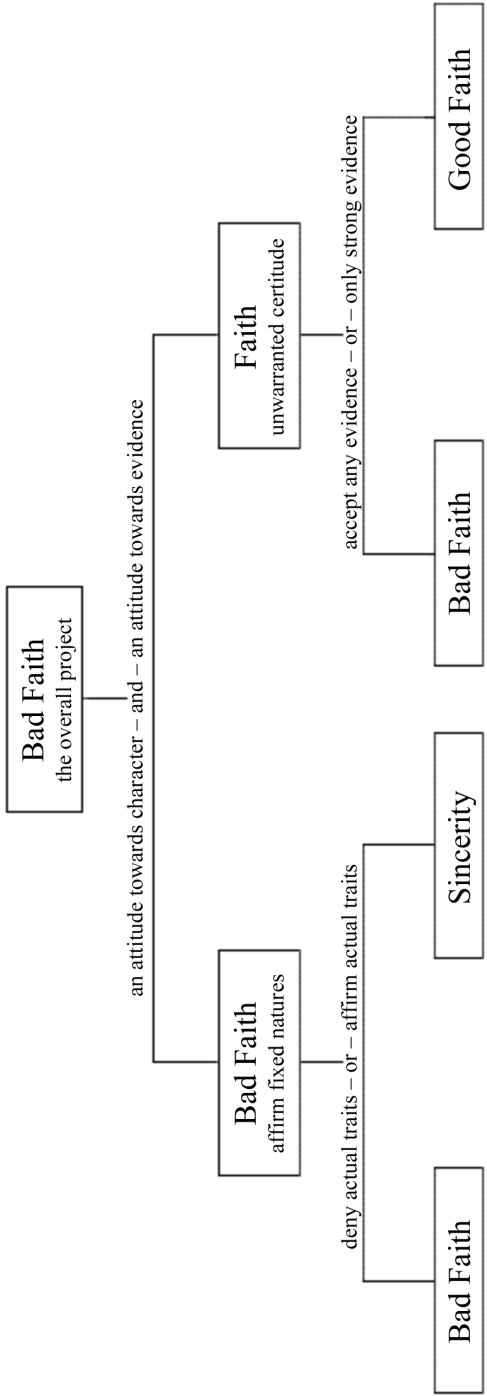 Bad Faith
the overall project
an attitude towards character – and – an attitude towards evidence
Bad Faith
affirm fixed natures
Faith
unwarranted certitude
deny actual traits – or – affirm actual traits
accept any evidence – or – only strong evidence
Bad Faith
Sincerity
Bad Faith
Good Faith